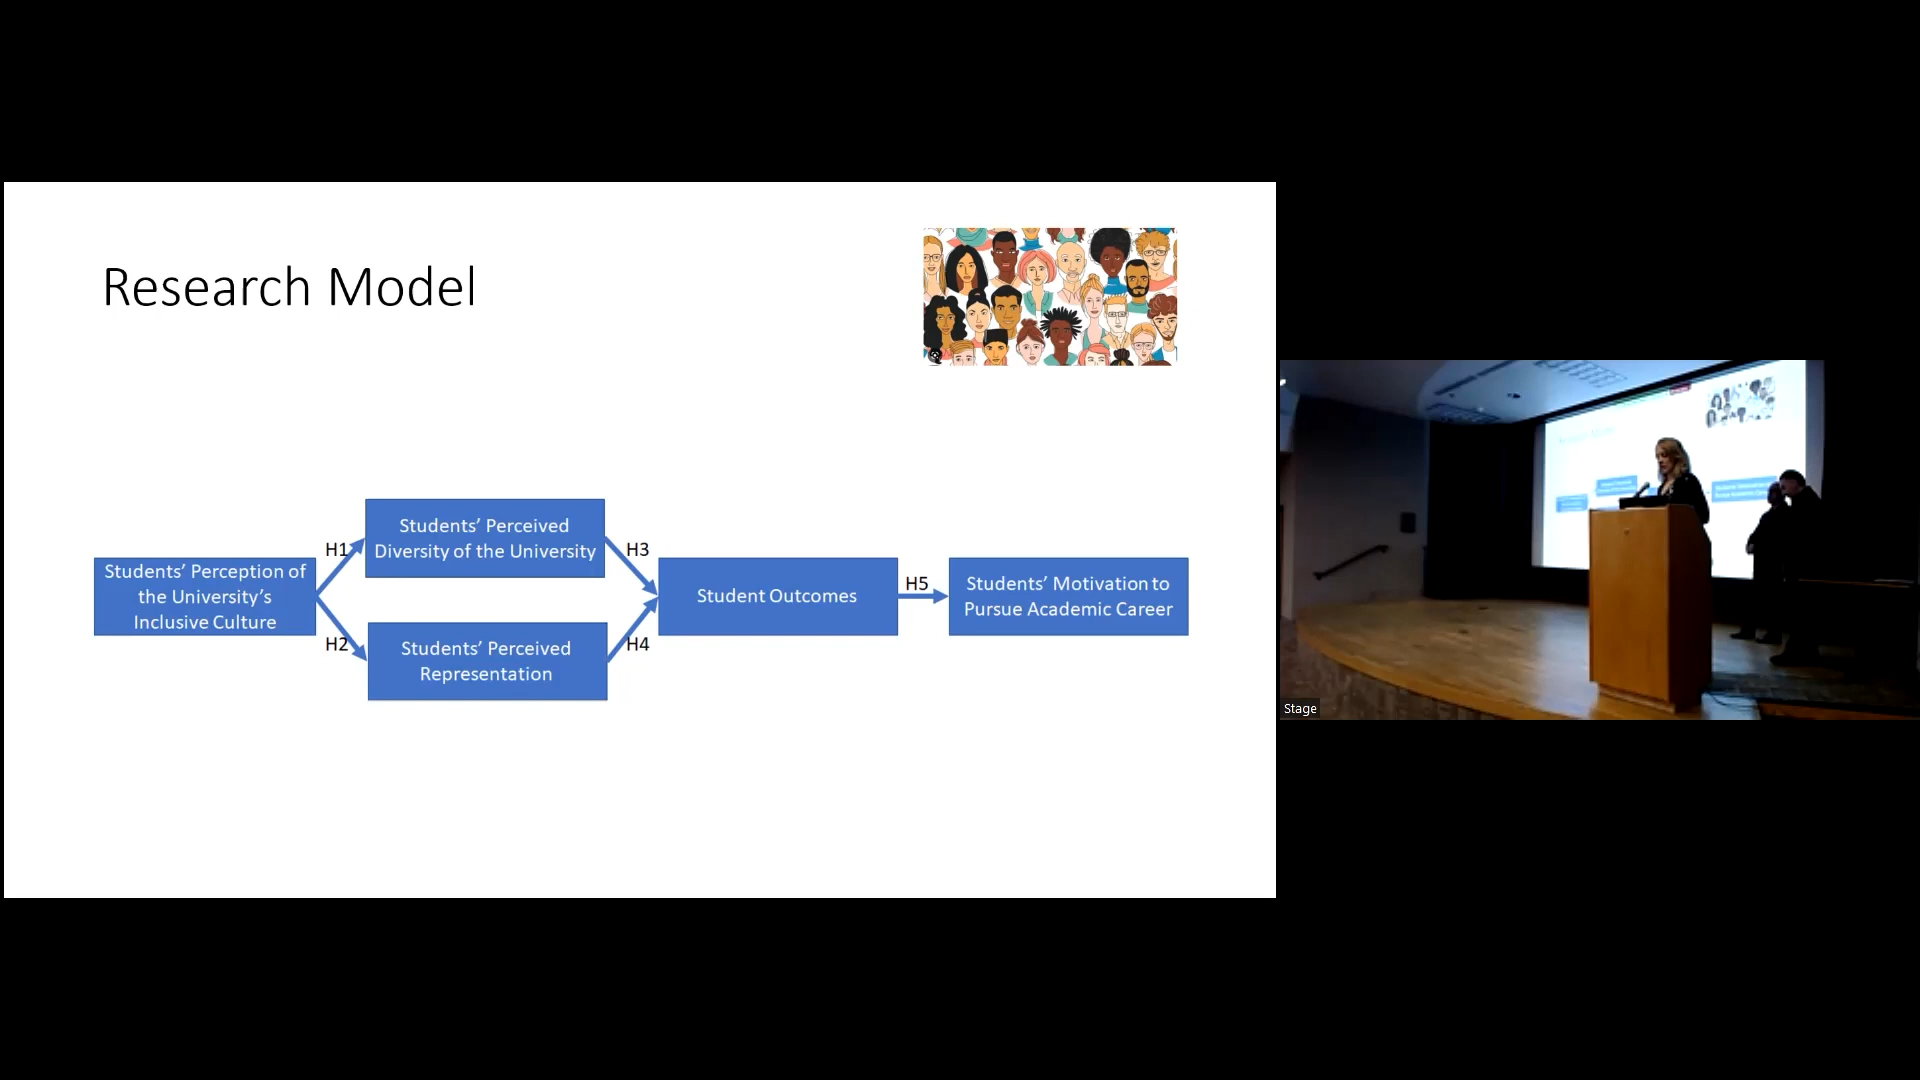 Research Model
H1
Students' Perceived
Diversity of the University
H3
Students' Perception of
the University's
Inclusive Culture
Student Outcomes
H5
Students' Motivation to
Pursue Academic Career
H2
Students' Perceived
Representation
H4
Stage